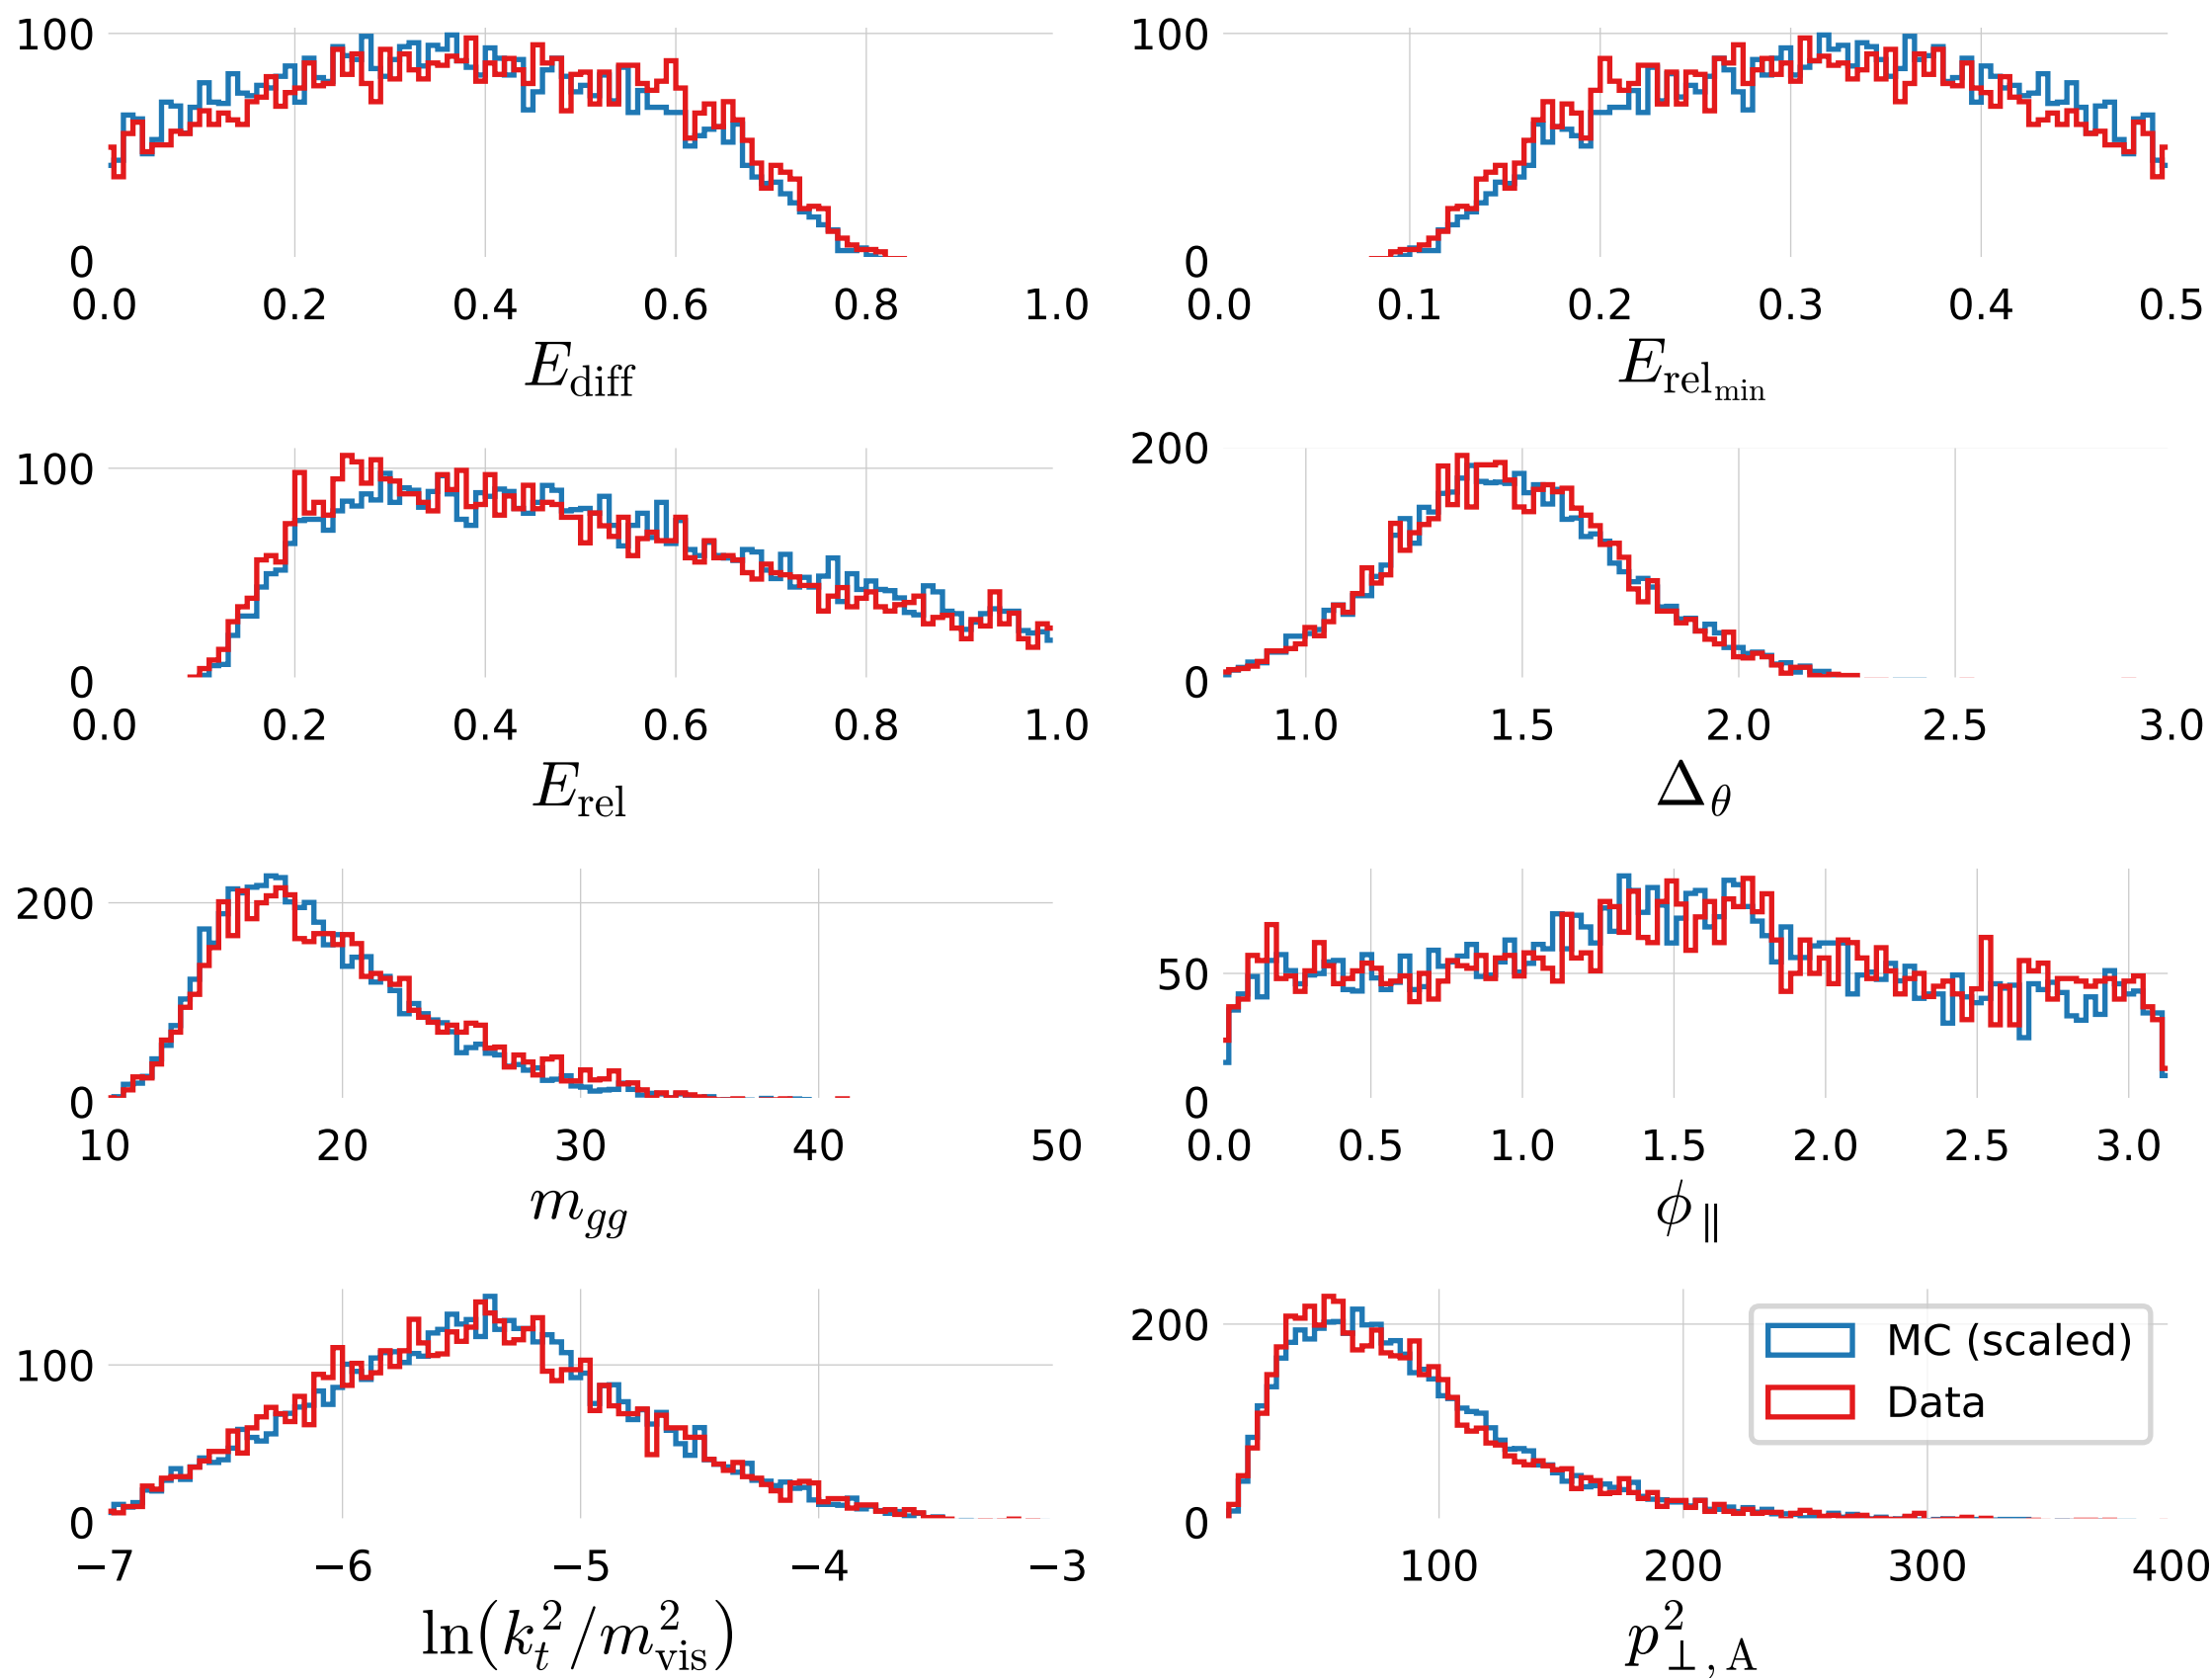 100 100
0 0
0.0 0.2 0.4 0.6 0.8 1.0 0.0 0.1 0.2 0.3 0.4 0.5
E_diff E_rel_min
100 200
0 0
0.0 0.2 0.4 0.6 0.8 1.0 1.0 1.5 2.0 2.5 3.0
E_rel Δ_θ
200 50
0 0
10 20 30 40 50 0.0 0.5 1.0 1.5 2.0 2.5 3.0
m_gg ϕ_∥
100 200
MC (scaled)
Data
0 0
−7 −6 −5 −4 −3 100 200 300 400
ln(k_t^2/m_vis^2) p_⊥,A^2